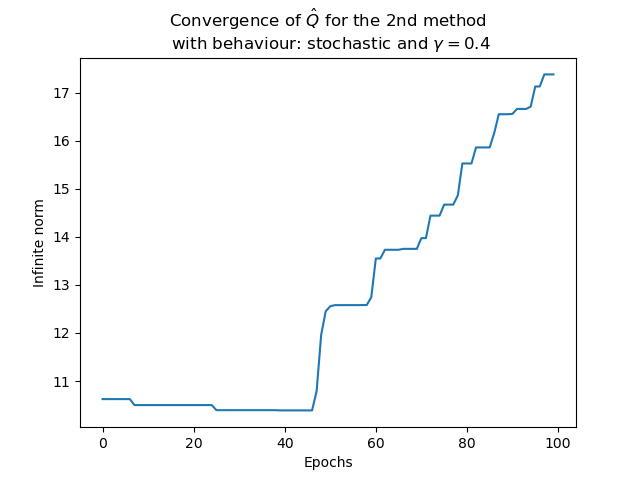 Convergence of $\hat{Q}$ for the 2nd method
with behaviour: stochastic and γ = 0.4
17
16
15
14
13
12
11
Infinite norm
0 20 40 60 80 100
Epochs